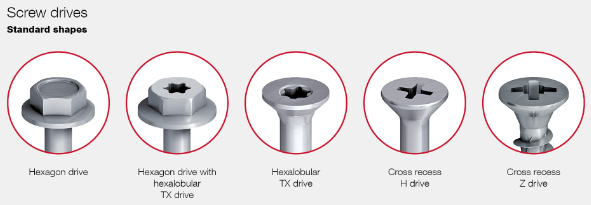 Screw drives
Standard shapes
Hexagon drive
Hexagon drive with
hexalobular
TX drive
Hexalobular
TX drive
Cross recess
H drive
Cross recess
Z drive